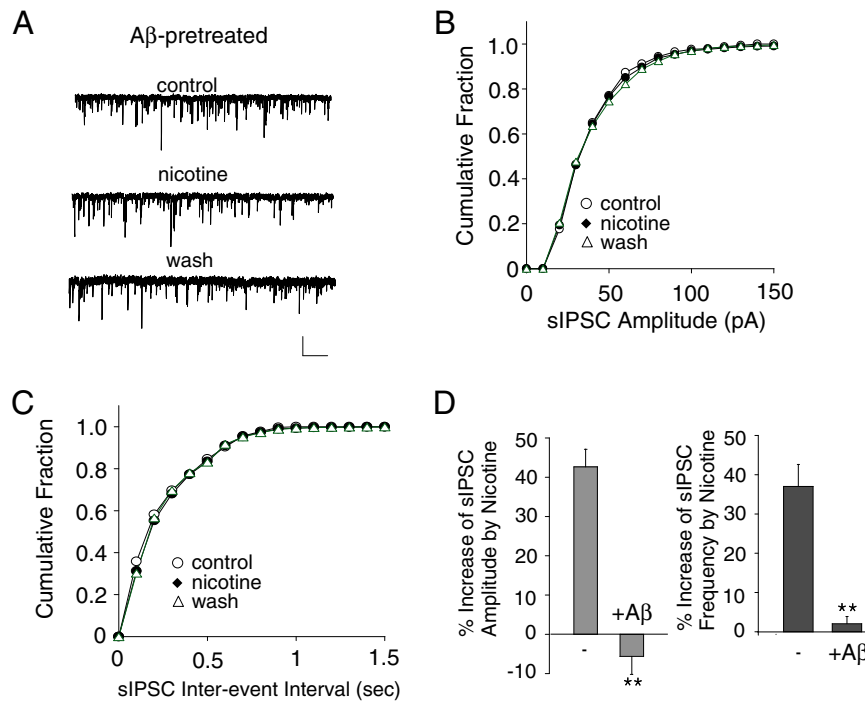 A
Aβ-pretreated
control
nicotine
wash
B
Cumulative Fraction
1.0
0.8
0.6
0.4
0.2
0
control
nicotine
wash
0
50
100
150
sIPSC Amplitude (pA)
C
Cumulative Fraction
1.0
0.8
0.6
0.4
0.2
0
control
nicotine
wash
0
0.5
1.0
1.5
sIPSC Inter-event Interval (sec)
D
% Increase of sIPSC
Amplitude by Nicotine
50
40
30
20
10
0
-10
-
+Aβ
**
% Increase of sIPSC
Frequency by Nicotine
50
40
30
20
10
0
**
-
+Aβ